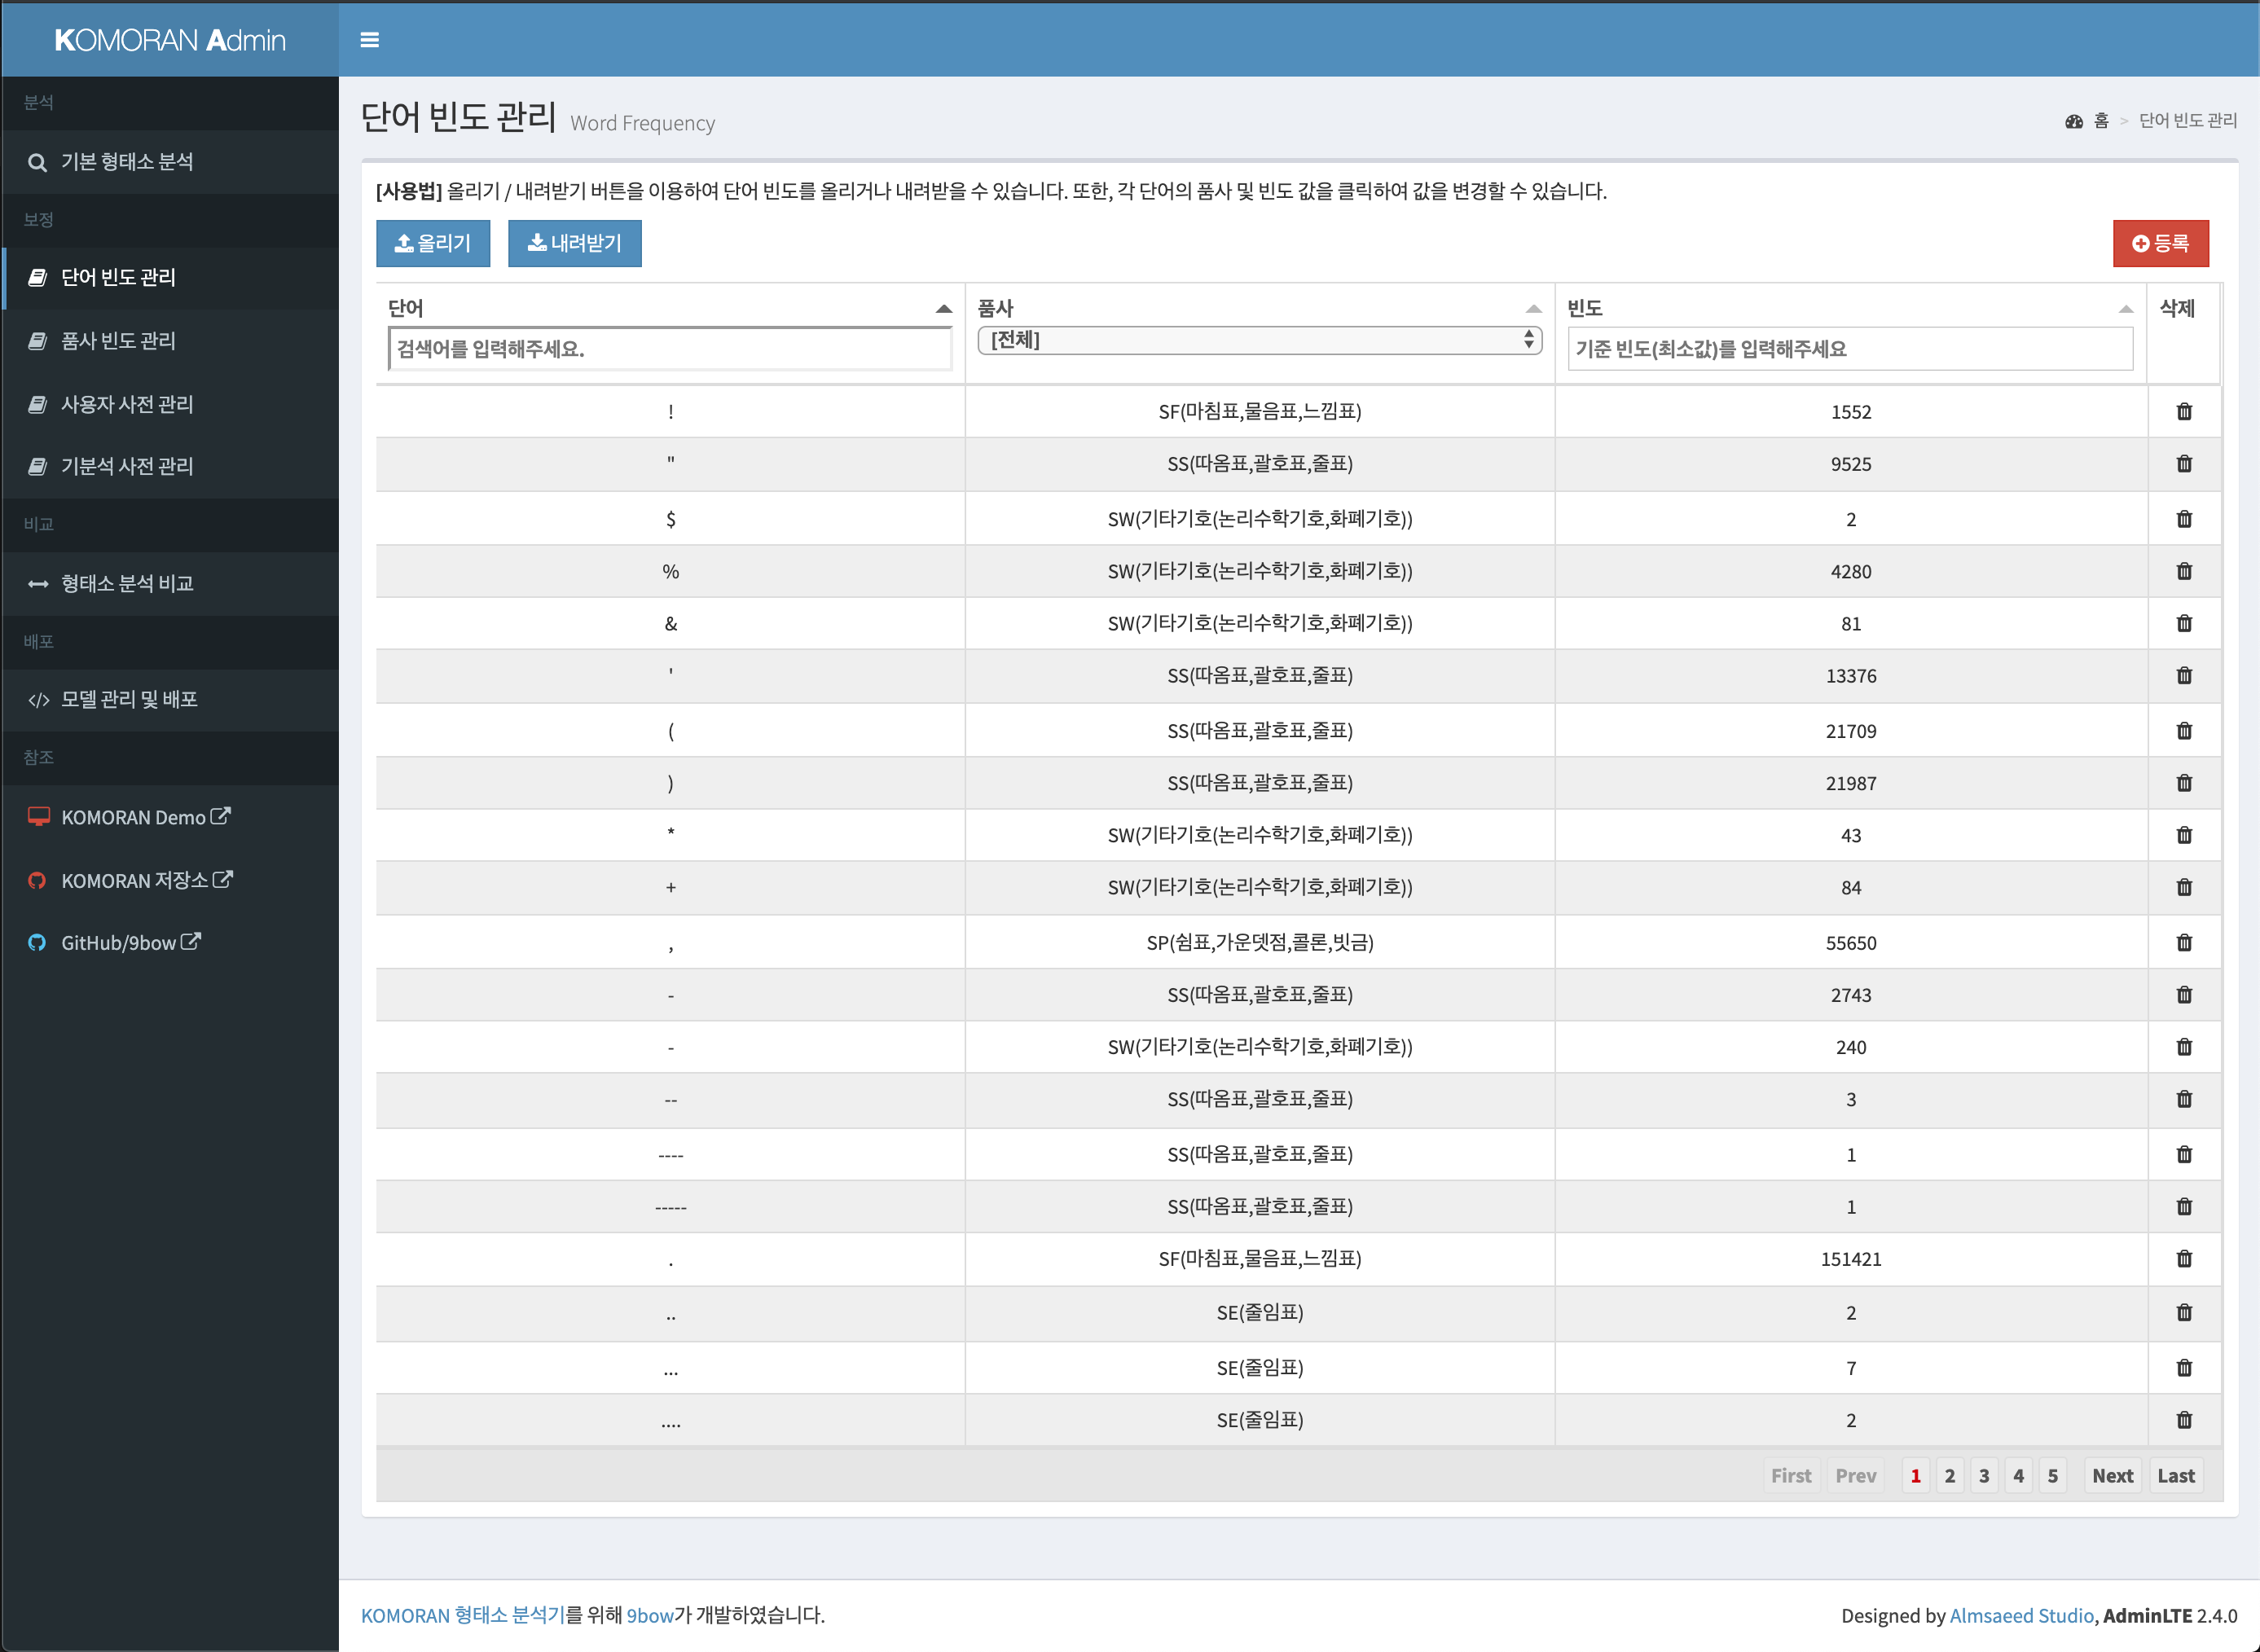 KOMORAN Admin
분석
기본 형태소 분석
보정
단어 빈도 관리
품사 빈도 관리
사용자 사전 관리
기분석 사전 관리
비교
형태소 분석 비교
배포
모델 관리 및 배포
참조
KOMORAN Demo
KOMORAN 저장소
GitHub/9bow
단어 빈도 관리 Word Frequency
홈 > 단어 빈도 관리
[사용법] 올리기 / 내려받기 버튼을 이용하여 단어 빈도를 올리거나 내려받을 수 있습니다. 또한, 각 단어의 품사 및 빈도 값을 클릭하여 값을 변경할 수 있습니다.
올리기 내려받기 등록
단어 품사 빈도 삭제
검색어를 입력해주세요. [전체] 기준 빈도(최소값)를 입력해주세요
! SF(마침표,물음표,느낌표) 1552
" SS(따옴표,괄호표,줄표) 9525
$ SW(기타기호(논리수학기호,화폐기호)) 2
% SW(기타기호(논리수학기호,화폐기호)) 4280
& SW(기타기호(논리수학기호,화폐기호)) 81
' SS(따옴표,괄호표,줄표) 13376
( SS(따옴표,괄호표,줄표) 21709
) SS(따옴표,괄호표,줄표) 21987
* SW(기타기호(논리수학기호,화폐기호)) 43
+ SW(기타기호(논리수학기호,화폐기호)) 84
, SP(쉼표,가운뎃점,콜론,빗금) 55650
- SS(따옴표,괄호표,줄표) 2743
- SW(기타기호(논리수학기호,화폐기호)) 240
-- SS(따옴표,괄호표,줄표) 3
---- SS(따옴표,괄호표,줄표) 1
----- SS(따옴표,괄호표,줄표) 1
. SF(마침표,물음표,느낌표) 151421
.. SE(줄임표) 2
... SE(줄임표) 7
.... SE(줄임표) 2
First Prev 1 2 3 4 5 Next Last
KOMORAN 형태소 분석기를 위해 9bow가 개발하였습니다.
Designed by Almsaeed Studio, AdminLTE 2.4.0